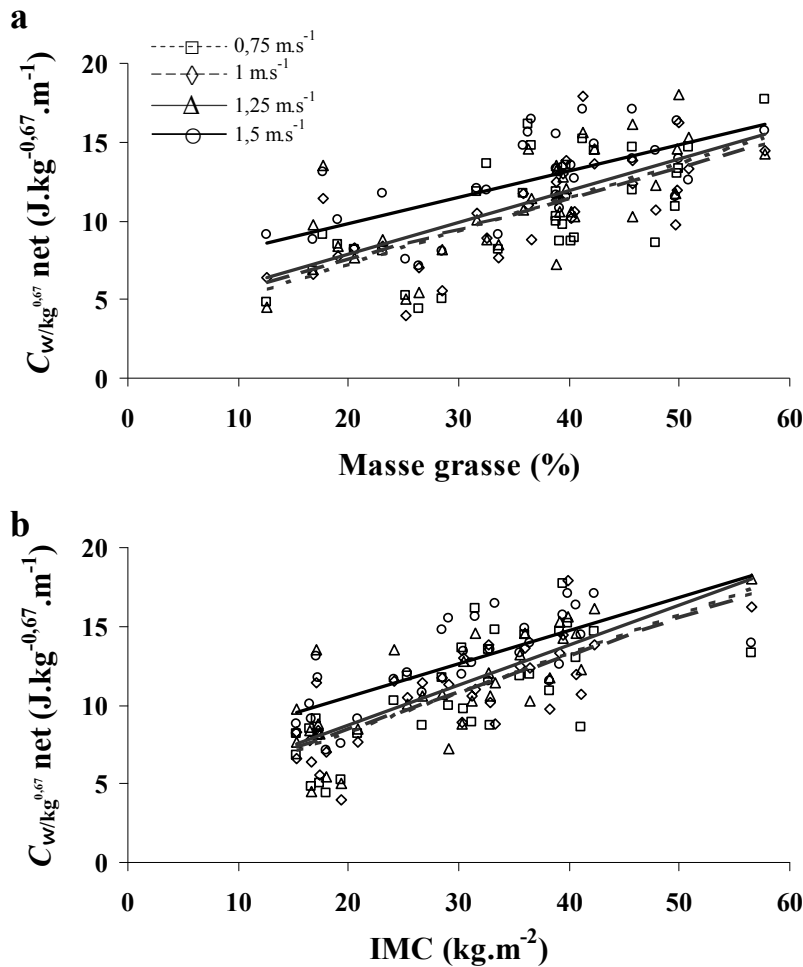 a
0,75 m.s-1
1 m.s-1
1,25 m.s-1
1,5 m.s-1
20
15
10
5
0
0 10 20 30 40 50 60
Masse grasse (%)
CW/kg0,67 net (J.kg-0,67.m-1)
b
20
15
10
5
0
0 10 20 30 40 50 60
IMC (kg.m-2)
CW/kg0,67 net (J.kg-0,67.m-1)